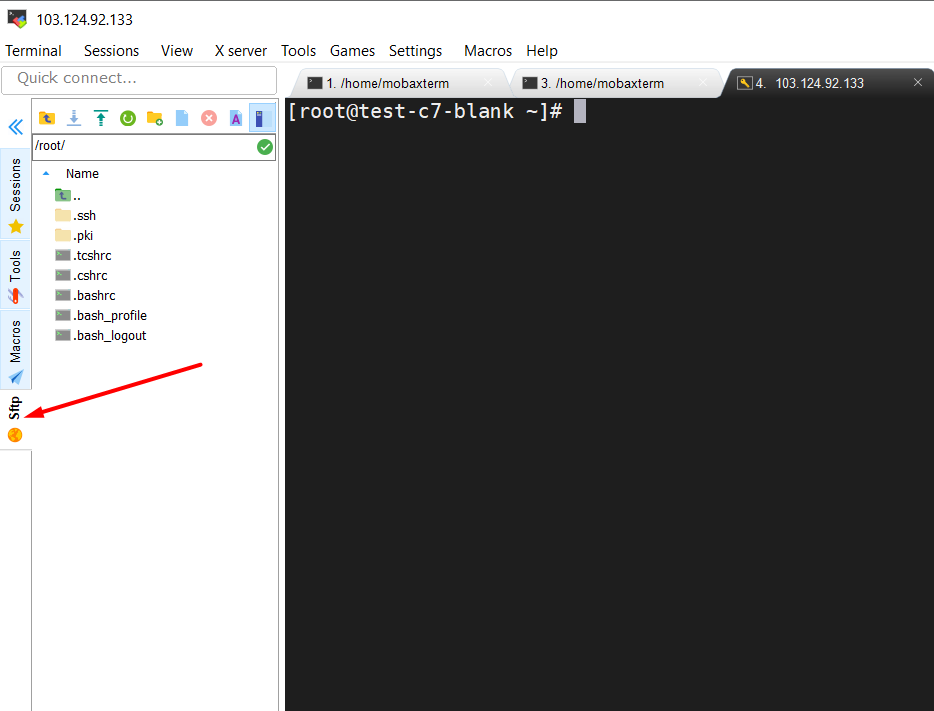 103.124.92.133
Terminal Sessions View X server Tools Games Settings Macros Help
Quick connect...
1. /home/mobaxterm
3. /home/mobaxterm
4. 103.124.92.133
[root@test-c7-blank ~]#
A
/root/
Name
..
.ssh
.pki
.tcshrc
.cshrc
.bashrc
.bash_profile
.bash_logout
Sessions
Tools
Macros
Sftp